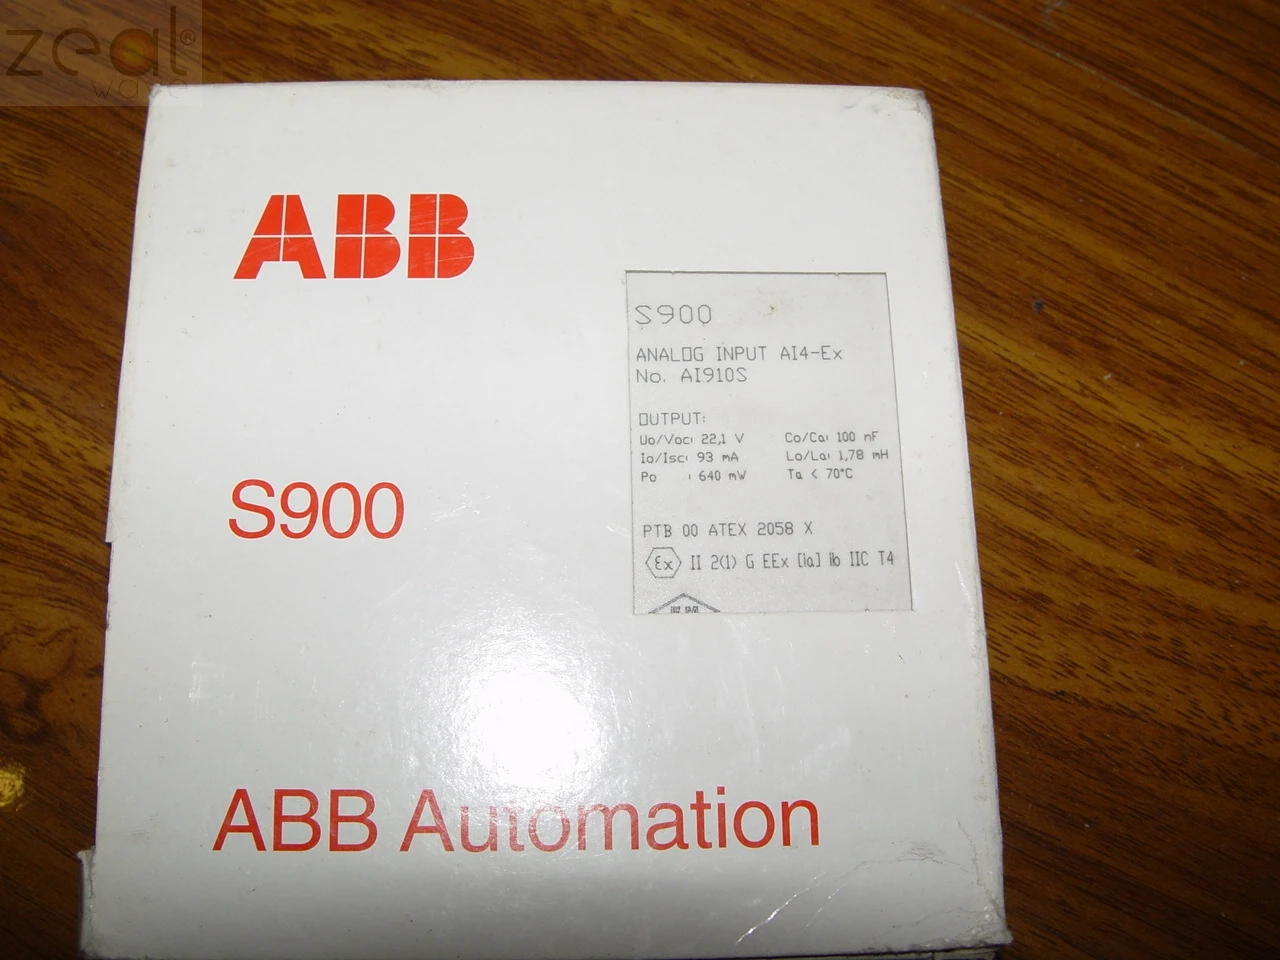 zeal®
ware
ABB
S900
ANALOG INPUT AI4-Ex
No. AI910S
OUTPUT:
Uo/Voc: 22,1 V Co/Ca: 100 nF
Io/Isc: 93 mA Lo/La: 1,78 mH
Po : 640 mW Ta < 70°C
PTB 00 ATEX 2058 X
Ex II 2(1) G EEx [ia] ib IIC T4
S900
ABB Automation